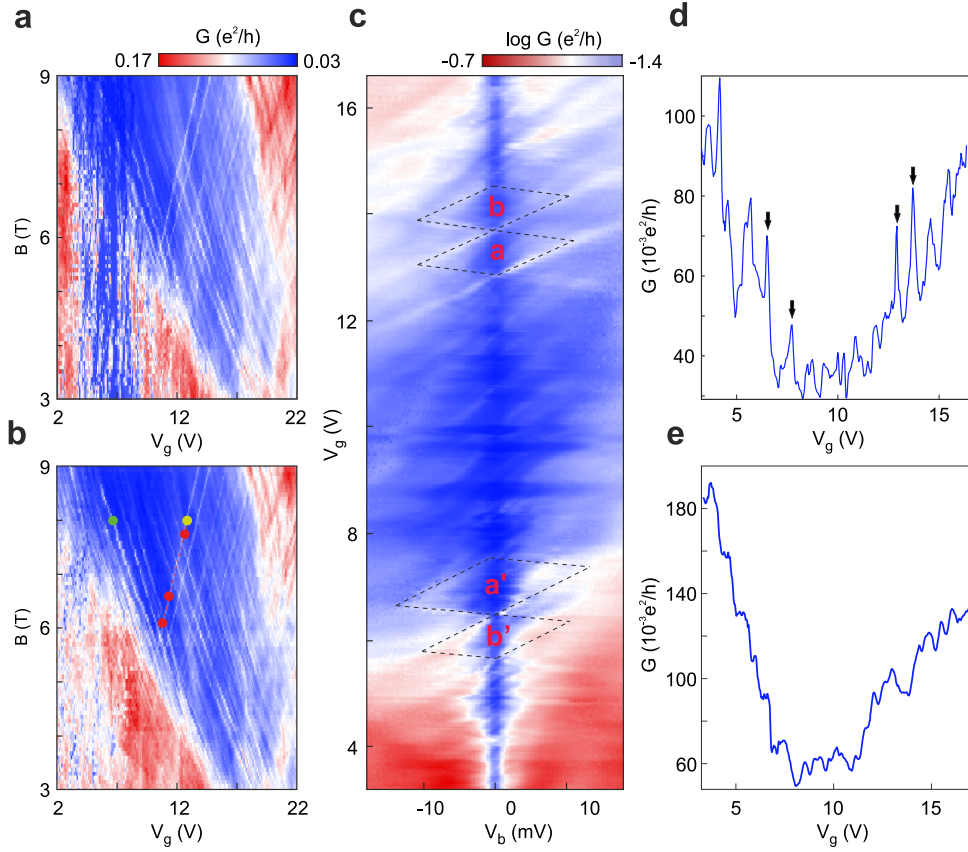 a
G (e²/h)
0.17
0.03
9
6
3
B (T)
2
12
22
V_g (V)
b
9
6
3
B (T)
2
12
22
V_g (V)
c
log G (e²/h)
-0.7
-1.4
16
12
8
4
V_g (V)
b
a
a'
b'
-10
0
10
V_b (mV)
d
100
80
60
40
G (10⁻³e²/h)
5
10
15
V_g (V)
e
180
140
100
60
G (10⁻³e²/h)
5
10
15
V_g (V)